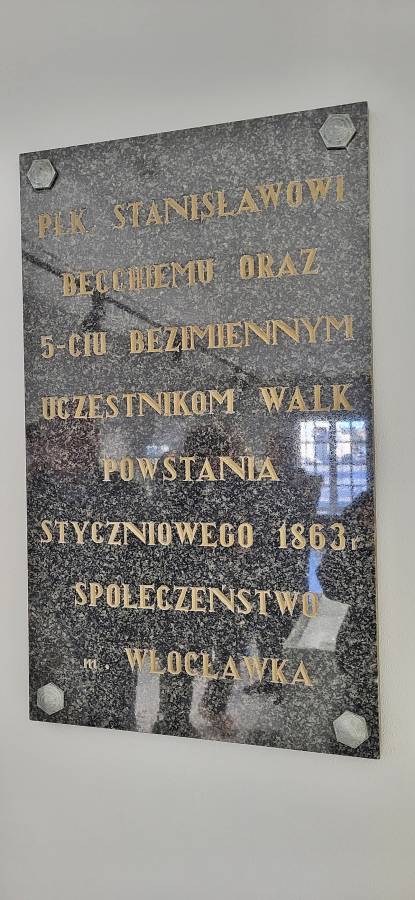 PŁK. STANISŁAWOWI
BECCHIEMU ORAZ
5-CIU BEZIMIENNYM
UCZESTNIKOM WALK
POWSTANIA
STYCZNIOWEGO 1863r
SPOŁECZEŃSTWO
m. WŁOCŁAWKA